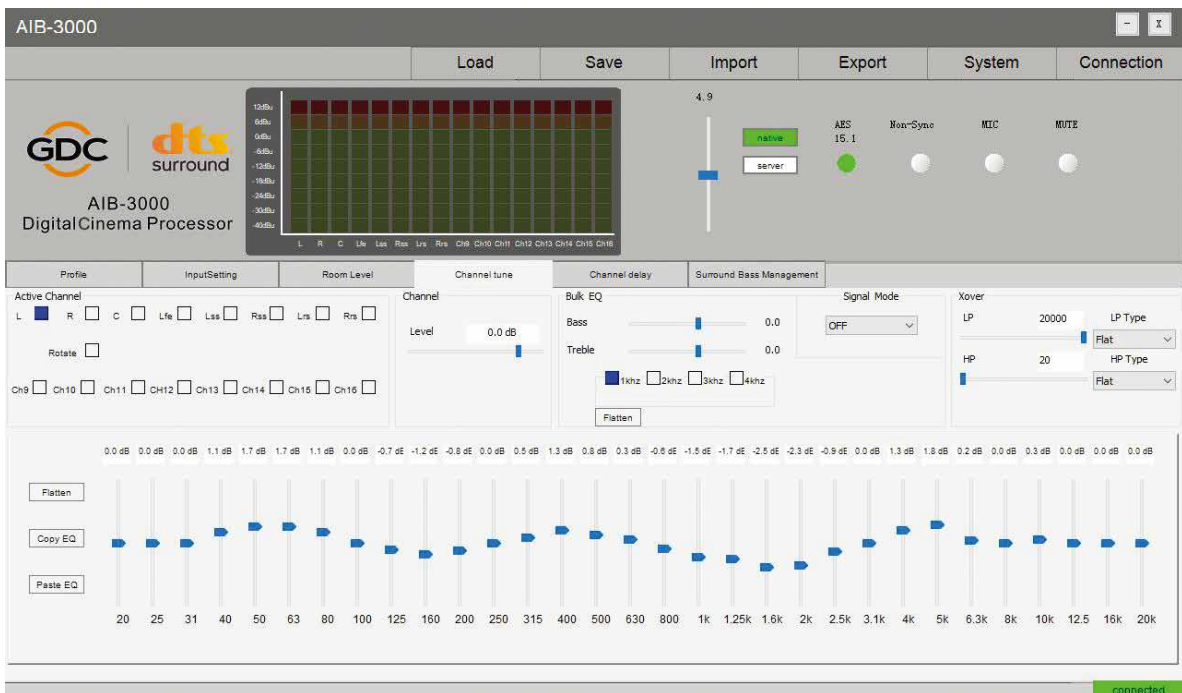 AIB-3000
- X
Load Save Import Export System Connection
GDC
dts
surround
AIB-3000
DigitalCinema Processor
12dBu
6dBu
0dBu
-6dBu
-12dBu
-18dBu
-24dBu
-30dBu
-40dBu
L R C Lfe Lss Rss Lrs Rrs Ch9 Ch10 Ch11 Ch12 Ch13 Ch14 Ch15 Ch16
4.9
native
server
AES Non-Sync MIC MUTE
15.1
Profile InputSetting Room Level Channel tune Channel delay Surround Bass Management
Active Channel
L R C Lfe Lss Rss Lrs Rrs
Rotate
Ch9 Ch10 Ch11 CH12 Ch13 Ch14 Ch15 Ch16
Channel
Level 0.0 dB
Bulk EQ
Bass 0.0
Treble 0.0
1khz 2khz 3khz 4khz
Flatten
Signal Mode
OFF
Xover
LP 20000 LP Type
Flat
HP 20 HP Type
Flat
0.0 dB 0.0 dB 0.0 dB 1.1 dB 1.7 dB 1.7 dB 1.1 dB 0.0 dB -0.7 dE -1.2 dE -0.8 dE 0.0 dB 0.5 dB 1.3 dB 0.8 dB 0.3 dB -0.6 dE -1.5 dE -1.7 dE -2.5 dE -2.3 dE -0.9 dE 0.0 dB 1.3 dB 1.8 dB 0.2 dB 0.0 dB 0.3 dB 0.0 dB 0.0 dB 0.0 dB
Flatten
Copy EQ
Paste EQ
20 25 31 40 50 63 80 100 125 160 200 250 315 400 500 630 800 1k 1.25k 1.6k 2k 2.5k 3.1k 4k 5k 6.3k 8k 10k 12.5 16k 20k
connected